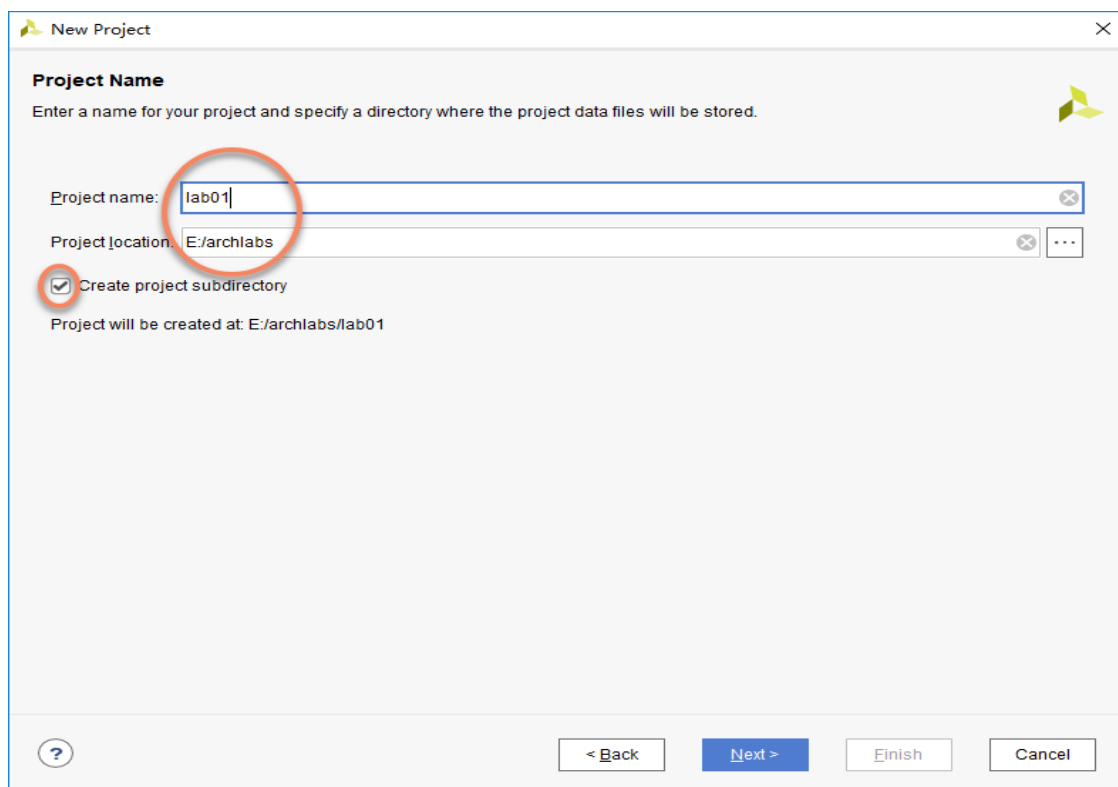 New Project
Project Name
Enter a name for your project and specify a directory where the project data files will be stored.
Project name: lab01
Project location: E:/archlabs
...
Create project subdirectory
Project will be created at: E:/archlabs/lab01
? < Back Next > Finish Cancel